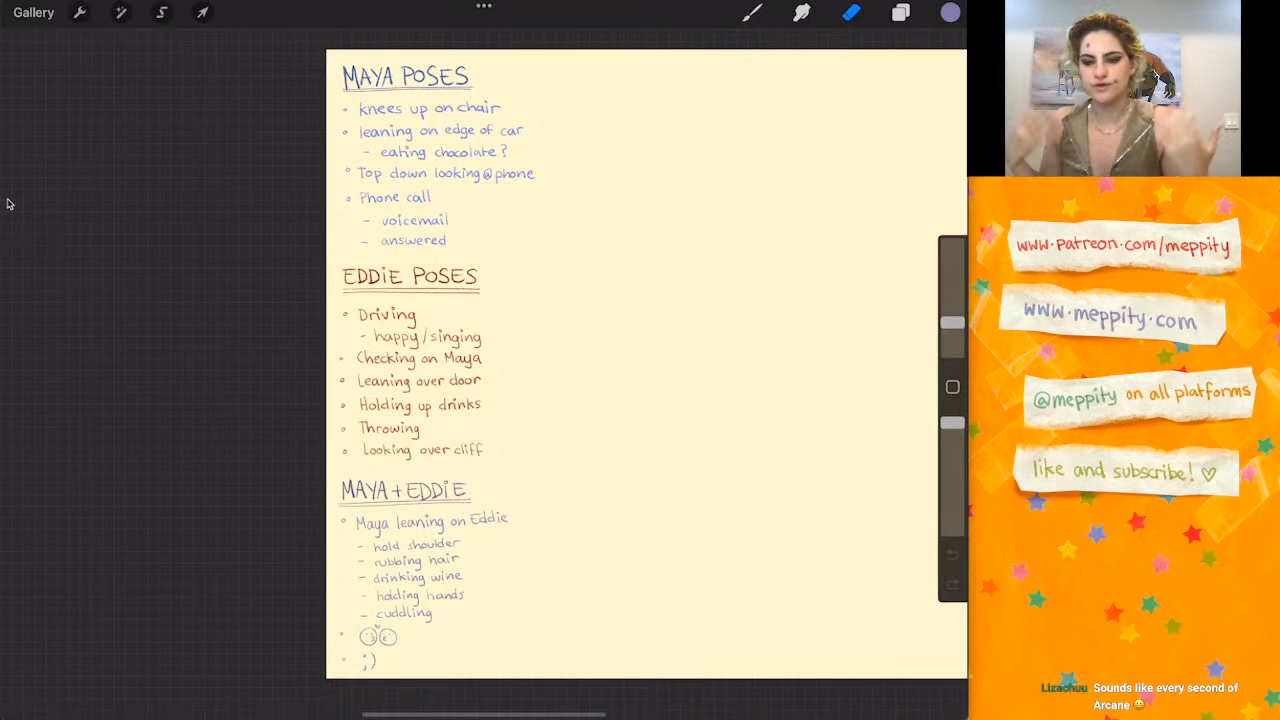 Gallery
MAYA POSES
• knees up on chair
• leaning on edge of car
- eating chocolate?
• Top down looking@phone
• Phone call
- voicemail
- answered
EDDIE POSES
• Driving
- happy/singing
• Checking on Maya
• Leaning over door
• Holding up drinks
• Throwing
• Looking over cliff
MAYA + EDDIE
• Maya leaning on Eddie
- hold shoulder
- rubbing hair
- drinking wine
- holding hands
- cuddling
• ;)
www.patreon.com/meppity
www.meppity.com
@meppity on all platforms
like and subscribe! ♡
Lizachuu Sounds like every second of
Arcane 😄